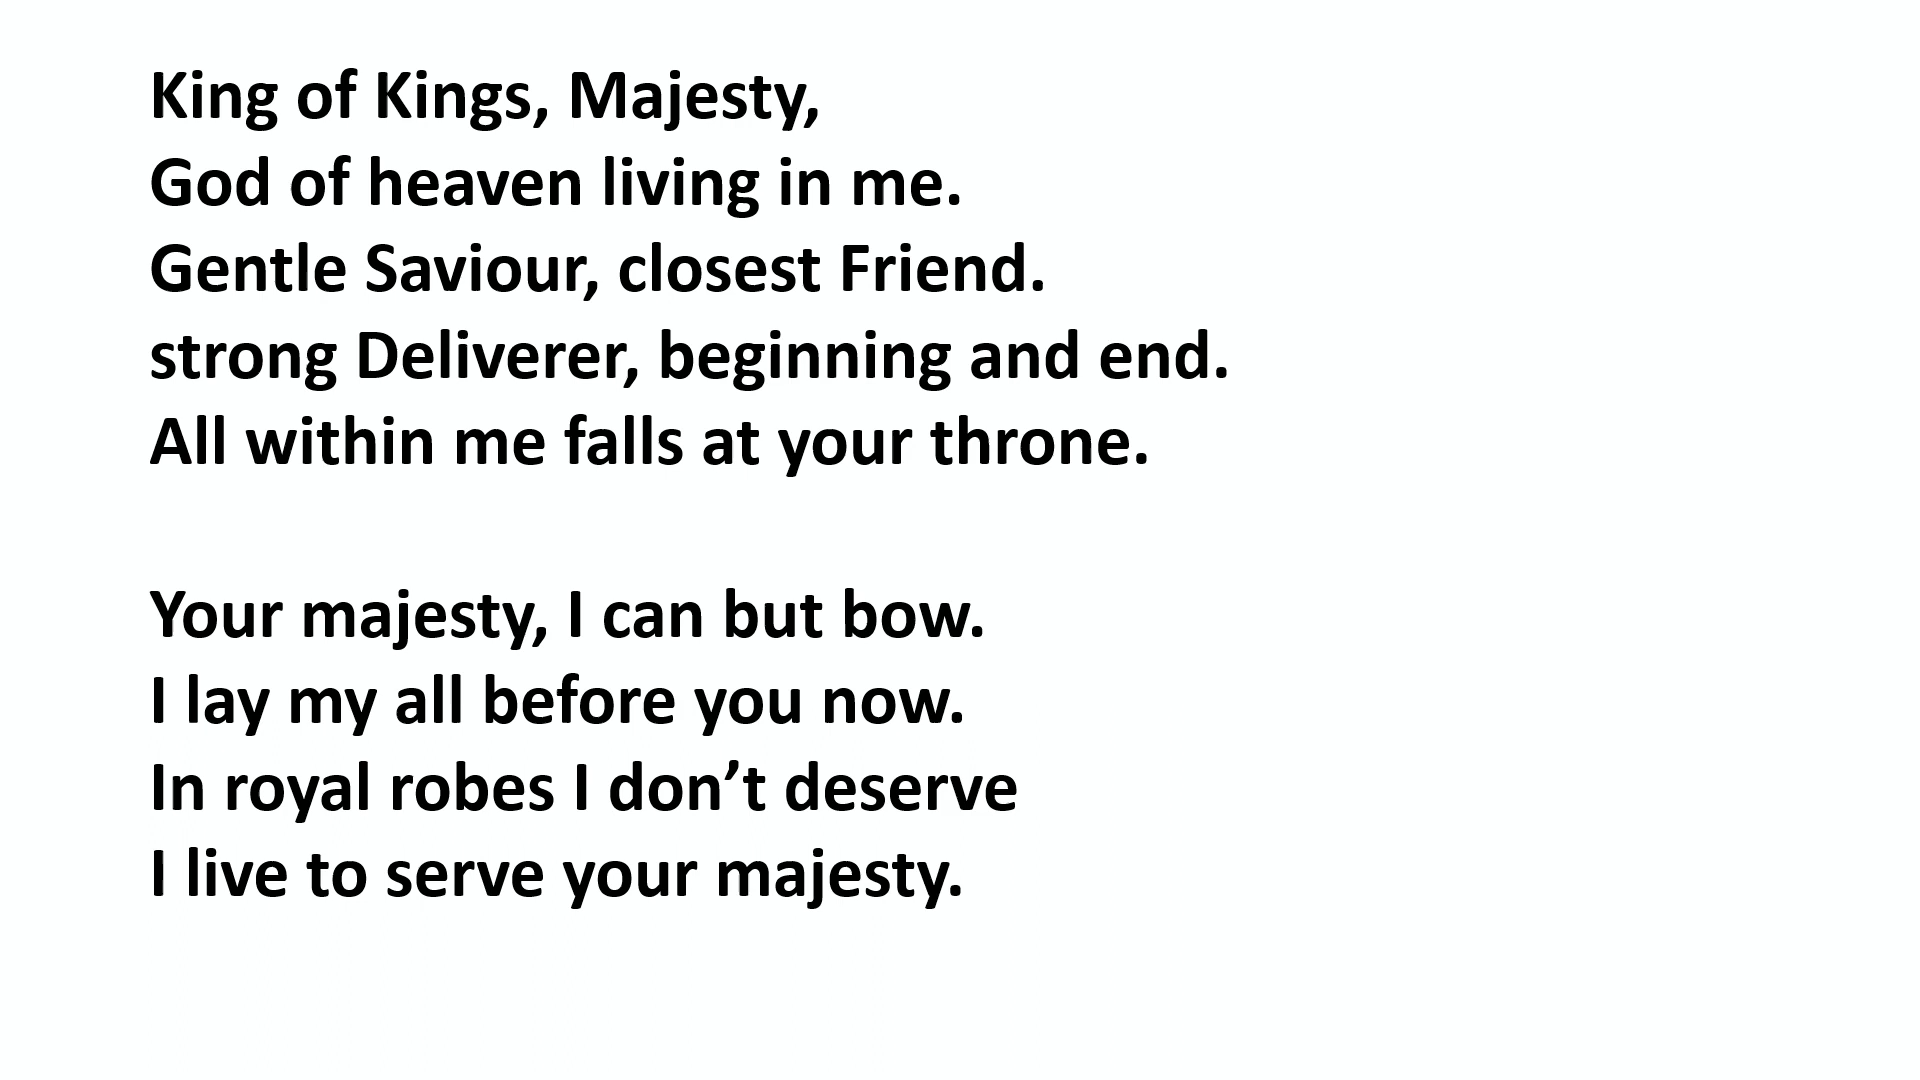 King of Kings, Majesty,
God of heaven living in me.
Gentle Saviour, closest Friend.
strong Deliverer, beginning and end.
All within me falls at your throne.

Your majesty, I can but bow.
I lay my all before you now.
In royal robes I don’t deserve
I live to serve your majesty.